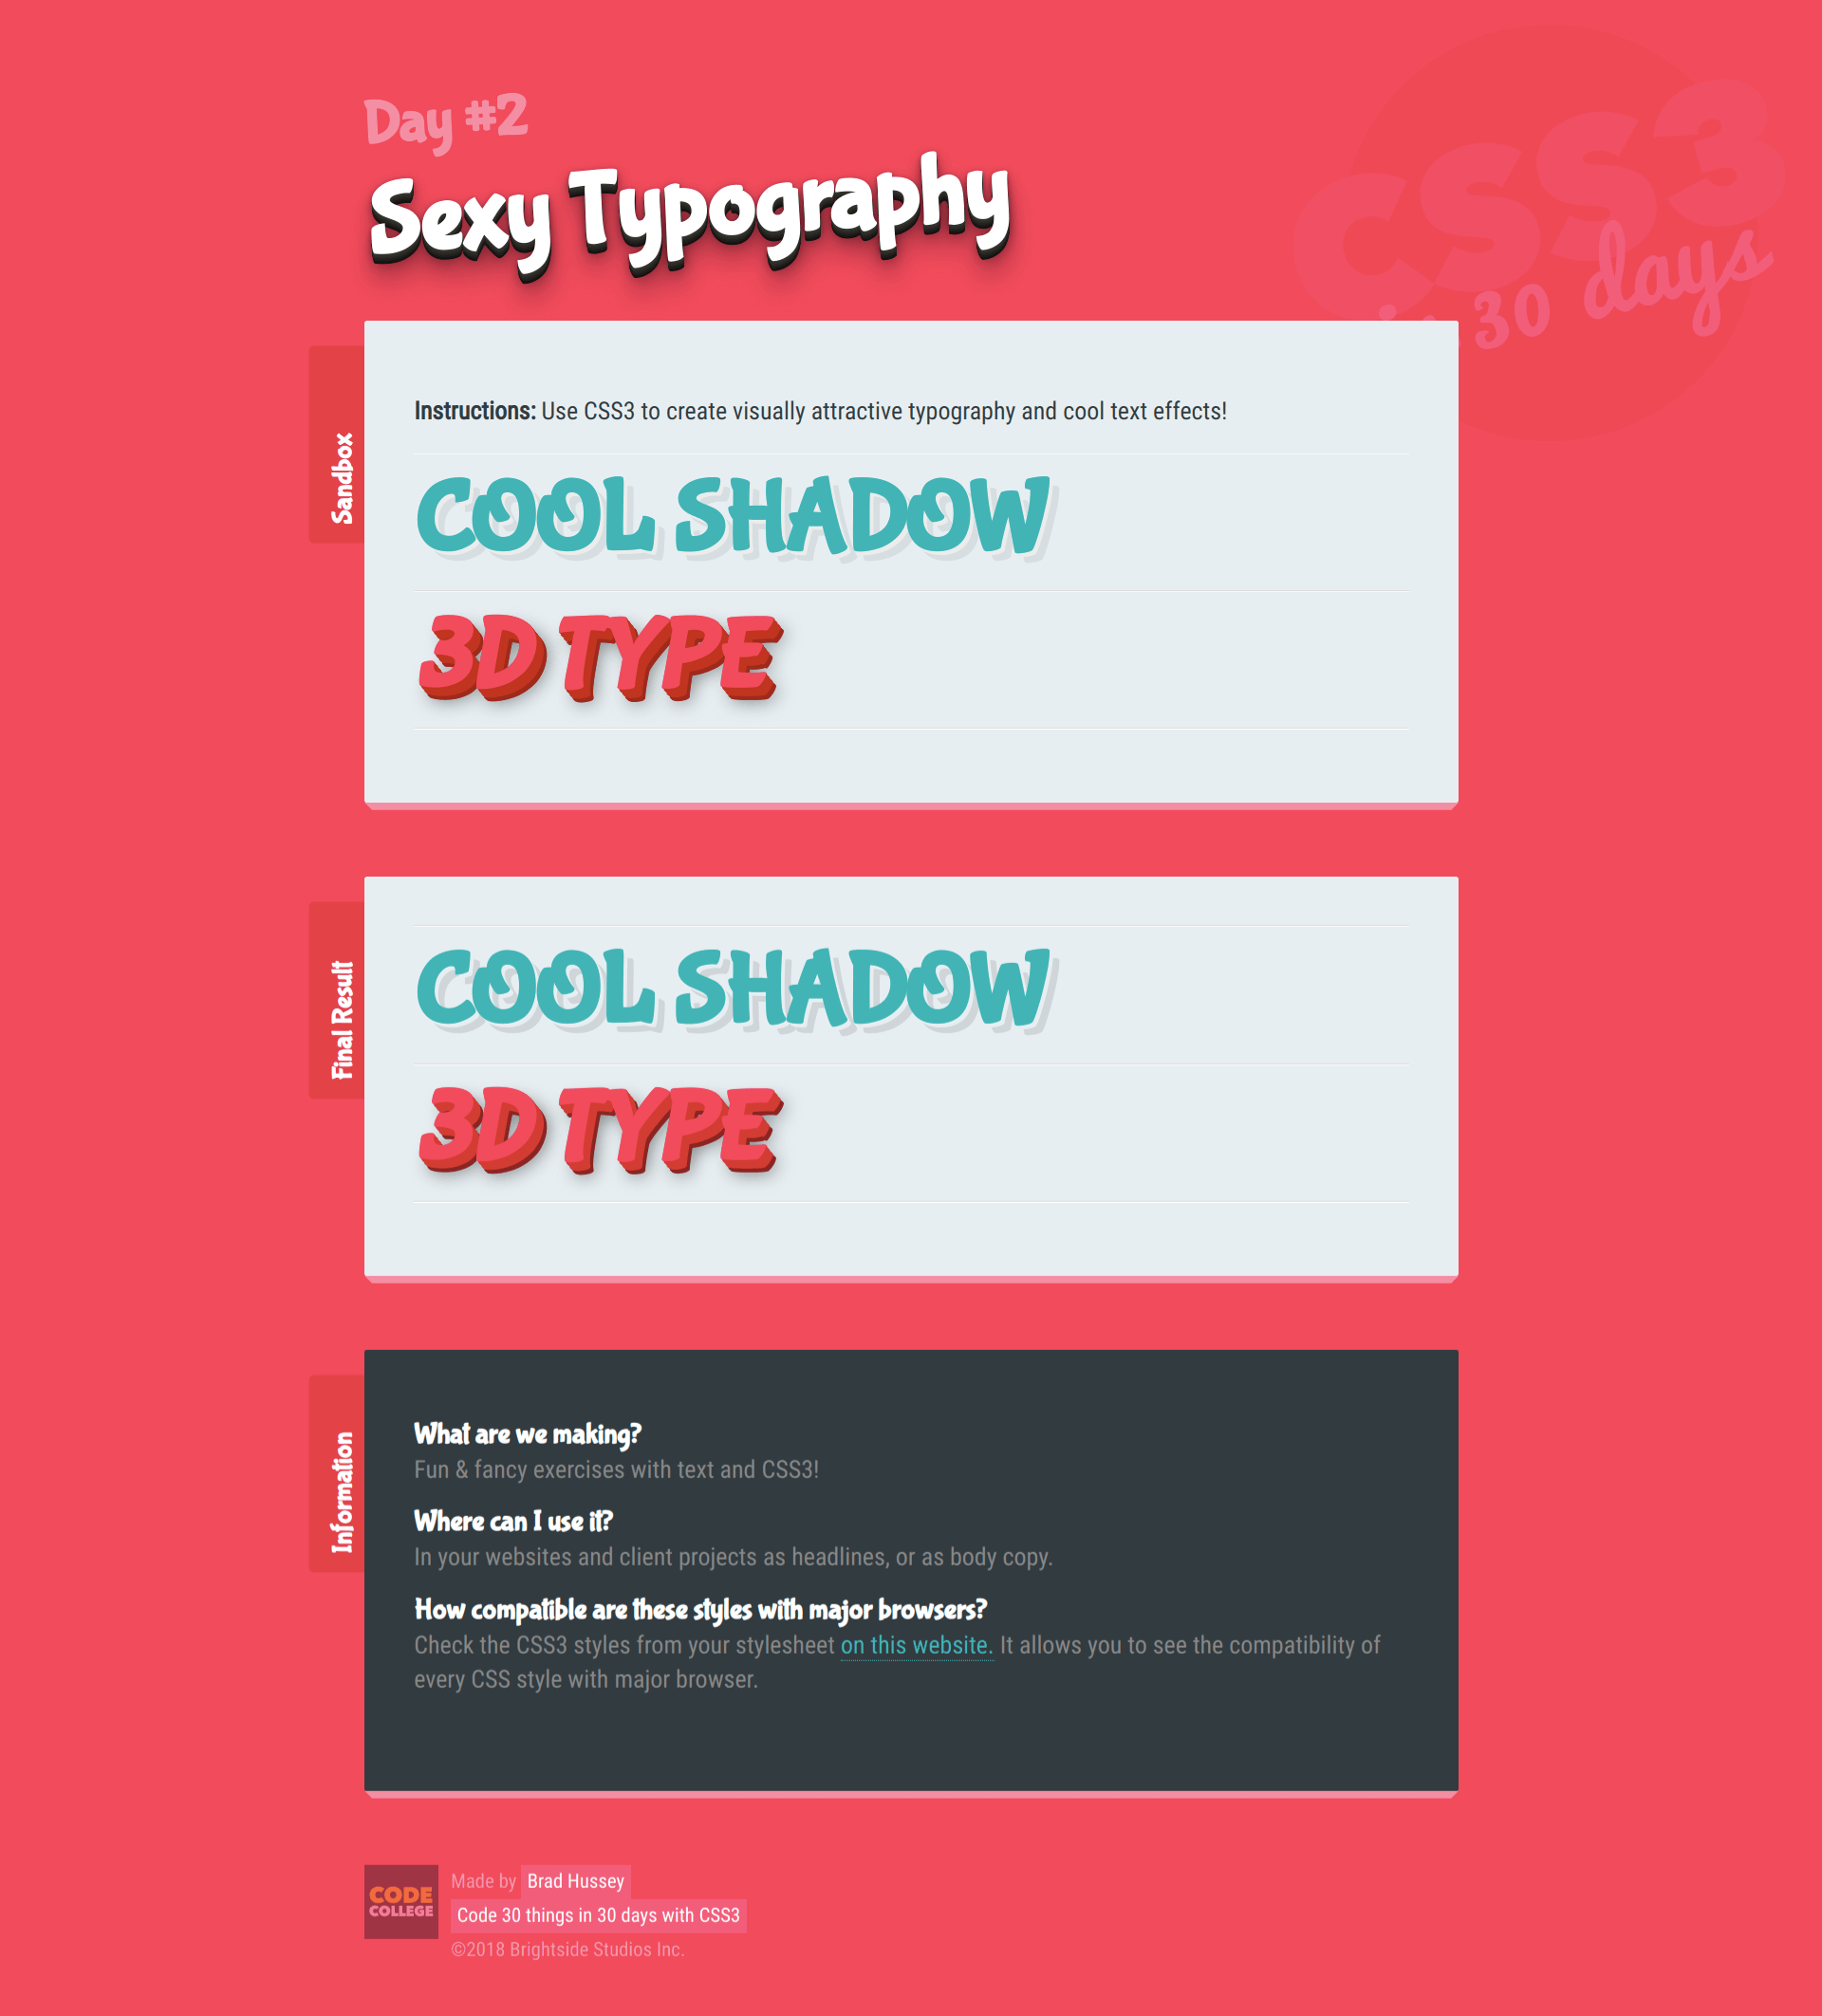 Day #2
Sexy Typography
CSS3
30 days
Sandbox
Instructions: Use CSS3 to create visually attractive typography and cool text effects!
COOL SHADOW
3D TYPE
Final Result
COOL SHADOW
3D TYPE
Information
What are we making?
Fun & fancy exercises with text and CSS3!
Where can I use it?
In your websites and client projects as headlines, or as body copy.
How compatible are these styles with major browsers?
Check the CSS3 styles from your stylesheet on this website. It allows you to see the compatibility of
every CSS style with major browser.
CODE
COLLEGE
Made by Brad Hussey
Code 30 things in 30 days with CSS3
©2018 Brightside Studios Inc.